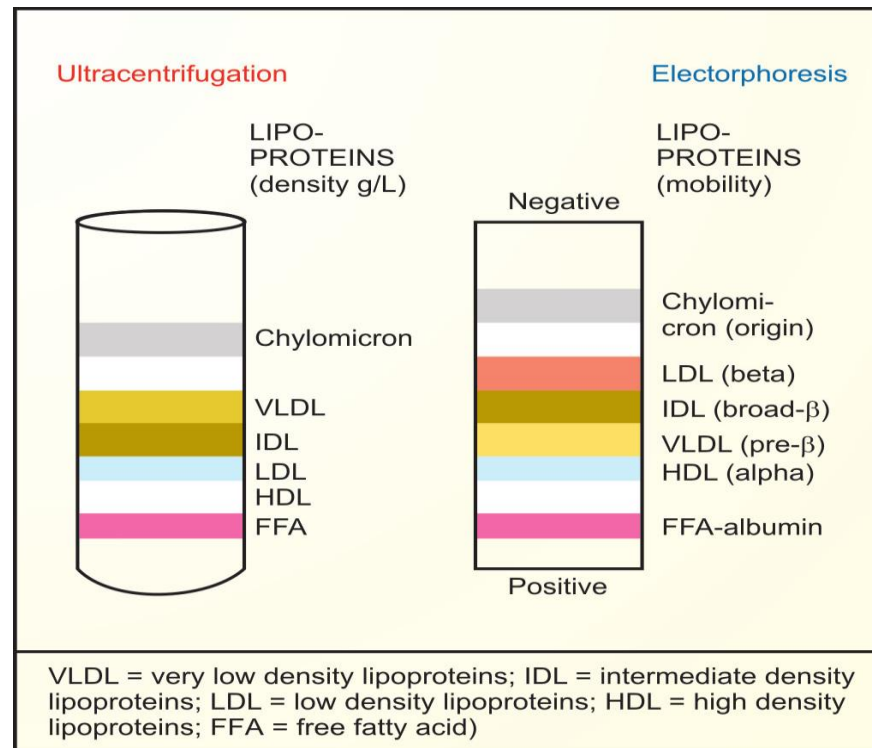 Ultracentrifugation
LIPO-
PROTEINS
(density g/L)
Chylomicron
VLDL
IDL
LDL
HDL
FFA
Electorphoresis
LIPO-
PROTEINS
(mobility)
Negative
Chylomi-
cron (origin)
LDL (beta)
IDL (broad-β)
VLDL (pre-β)
HDL (alpha)
FFA-albumin
Positive
VLDL = very low density lipoproteins; IDL = intermediate density
lipoproteins; LDL = low density lipoproteins; HDL = high density
lipoproteins; FFA = free fatty acid)